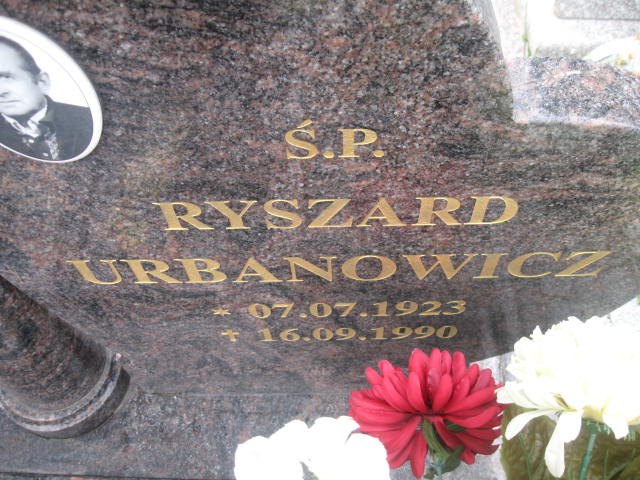 Ś.P.
RYSZARD
URBANOWICZ
* 07.07.1923
✝ 16.09.1990